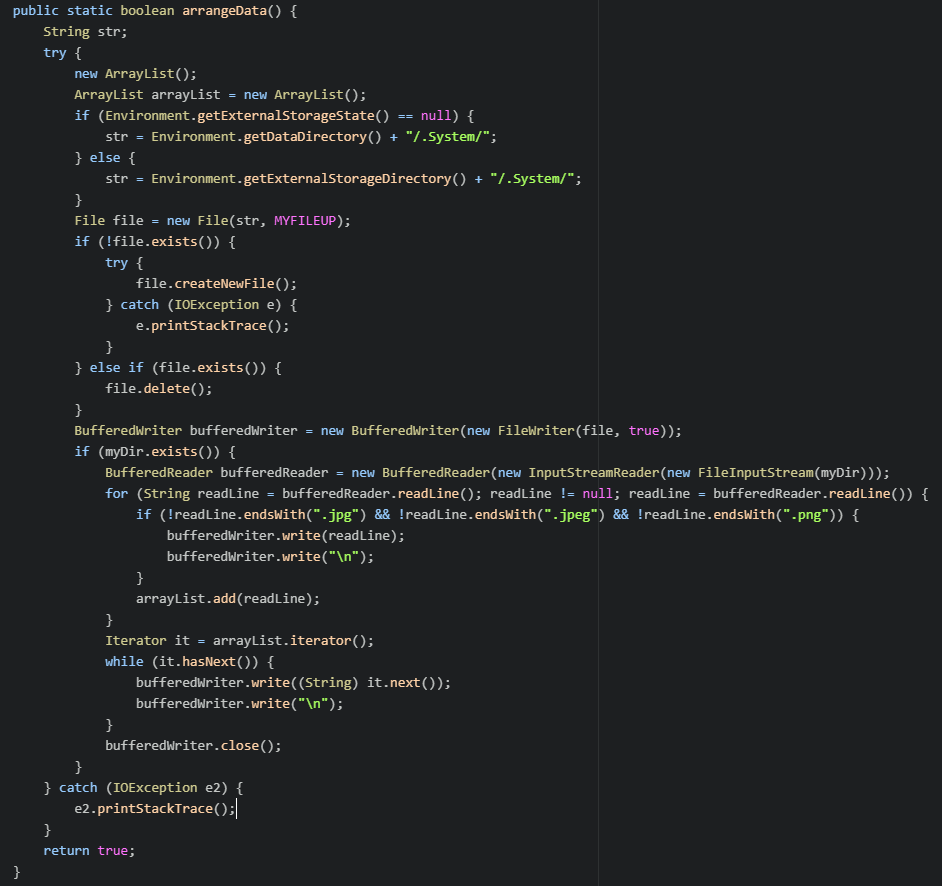 public static boolean arrangeData() {
    String str;
    try {
        new ArrayList();
        ArrayList arrayList = new ArrayList();
        if (Environment.getExternalStorageState() == null) {
            str = Environment.getDataDirectory() + "/.System/";
        } else {
            str = Environment.getExternalStorageDirectory() + "/.System/";
        }
        File file = new File(str, MYFILEUP);
        if (!file.exists()) {
            try {
                file.createNewFile();
            } catch (IOException e) {
                e.printStackTrace();
            }
        } else if (file.exists()) {
            file.delete();
        }
        BufferedWriter bufferedWriter = new BufferedWriter(new FileWriter(file, true));
        if (myDir.exists()) {
            BufferedReader bufferedReader = new BufferedReader(new InputStreamReader(new FileInputStream(myDir)));
            for (String readLine = bufferedReader.readLine(); readLine != null; readLine = bufferedReader.readLine()) {
                if (!readLine.endsWith(".jpg") && !readLine.endsWith(".jpeg") && !readLine.endsWith(".png")) {
                    bufferedWriter.write(readLine);
                    bufferedWriter.write("\n");
                }
                arrayList.add(readLine);
            }
            Iterator it = arrayList.iterator();
            while (it.hasNext()) {
                bufferedWriter.write((String) it.next());
                bufferedWriter.write("\n");
            }
            bufferedWriter.close();
        }
    } catch (IOException e2) {
        e2.printStackTrace();
    }
    return true;
}